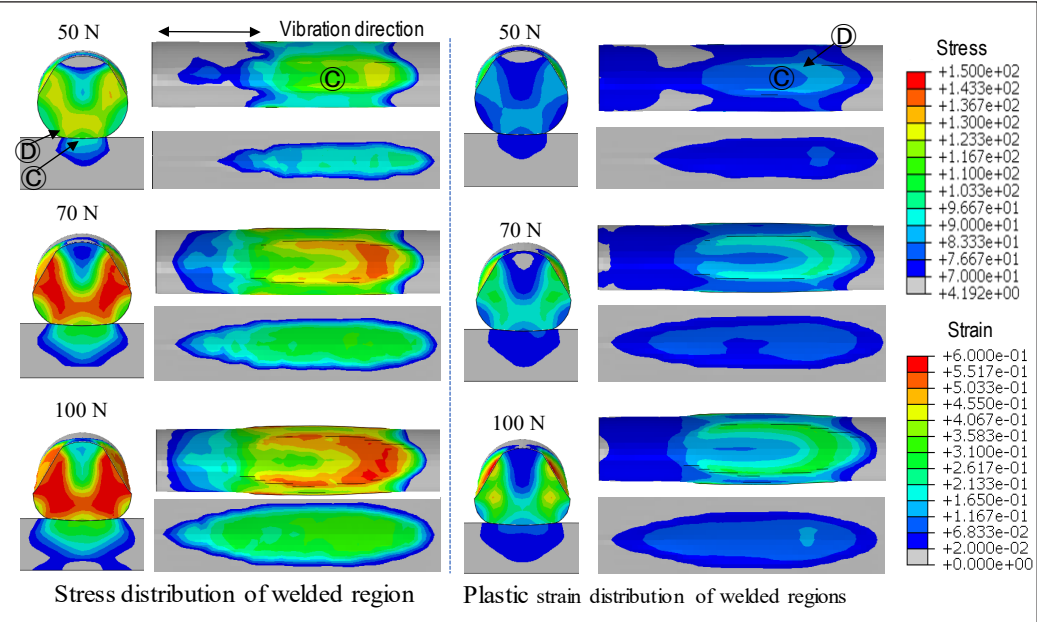 50 N
Vibration direction
Ⓒ
Ⓓ
Ⓒ
70 N
100 N
Stress distribution of welded region
50 N
Ⓓ
Ⓒ
70 N
100 N
Plastic strain distribution of welded regions
Stress
+1.500e+02
+1.433e+02
+1.367e+02
+1.300e+02
+1.233e+02
+1.167e+02
+1.100e+02
+1.033e+02
+9.667e+01
+9.000e+01
+8.333e+01
+7.667e+01
+7.000e+01
+4.192e+00
Strain
+6.000e-01
+5.517e-01
+5.033e-01
+4.550e-01
+4.067e-01
+3.583e-01
+3.100e-01
+2.617e-01
+2.133e-01
+1.650e-01
+1.167e-01
+6.833e-02
+2.000e-02
+0.000e+00